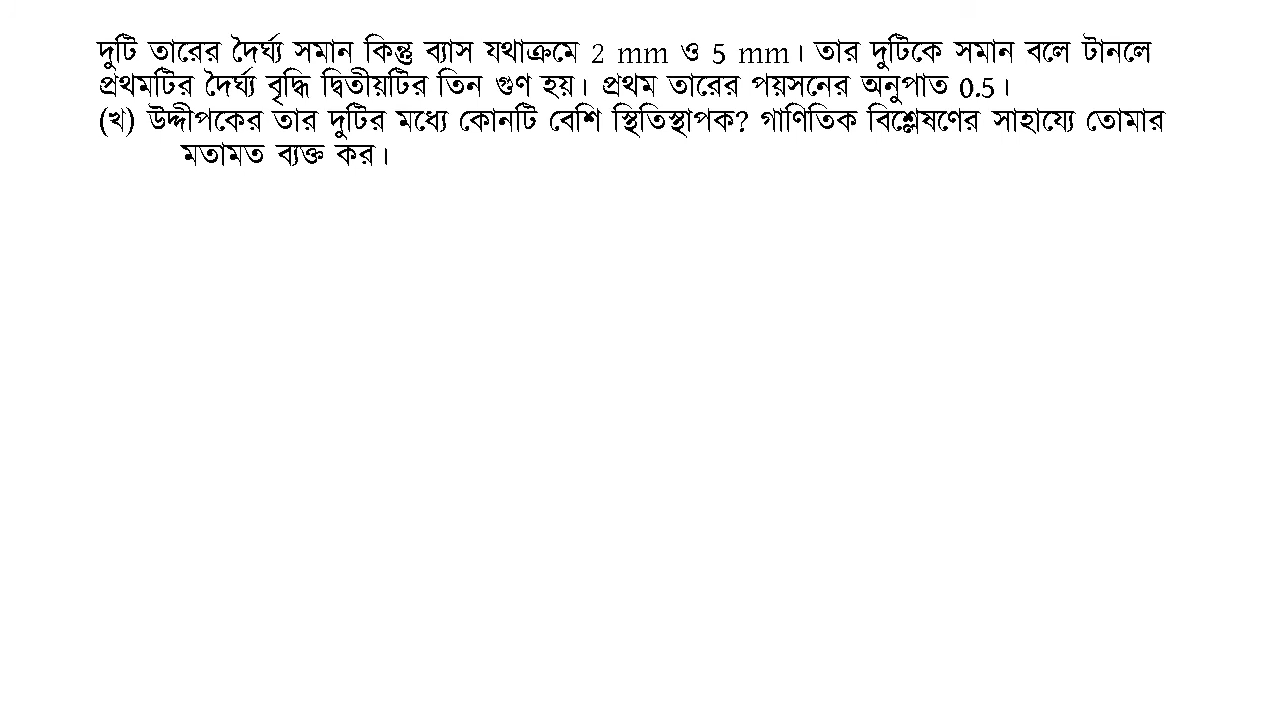 দুটি তারের দৈর্ঘ্য সমান কিন্তু ব্যাস যথাক্রমে 2 mm ও 5 mm। তার দুটিকে সমান বলে টানলে
প্রথমটির দৈর্ঘ্য বৃদ্ধি দ্বিতীয়টির তিন গুণ হয়। প্রথম তারের পয়সনের অনুপাত 0.5।
(খ) উদ্দীপকের তার দুটির মধ্যে কোনটি বেশি স্থিতিস্থাপক? গাণিতিক বিশ্লেষণের সাহায্যে তোমার
মতামত ব্যক্ত কর।